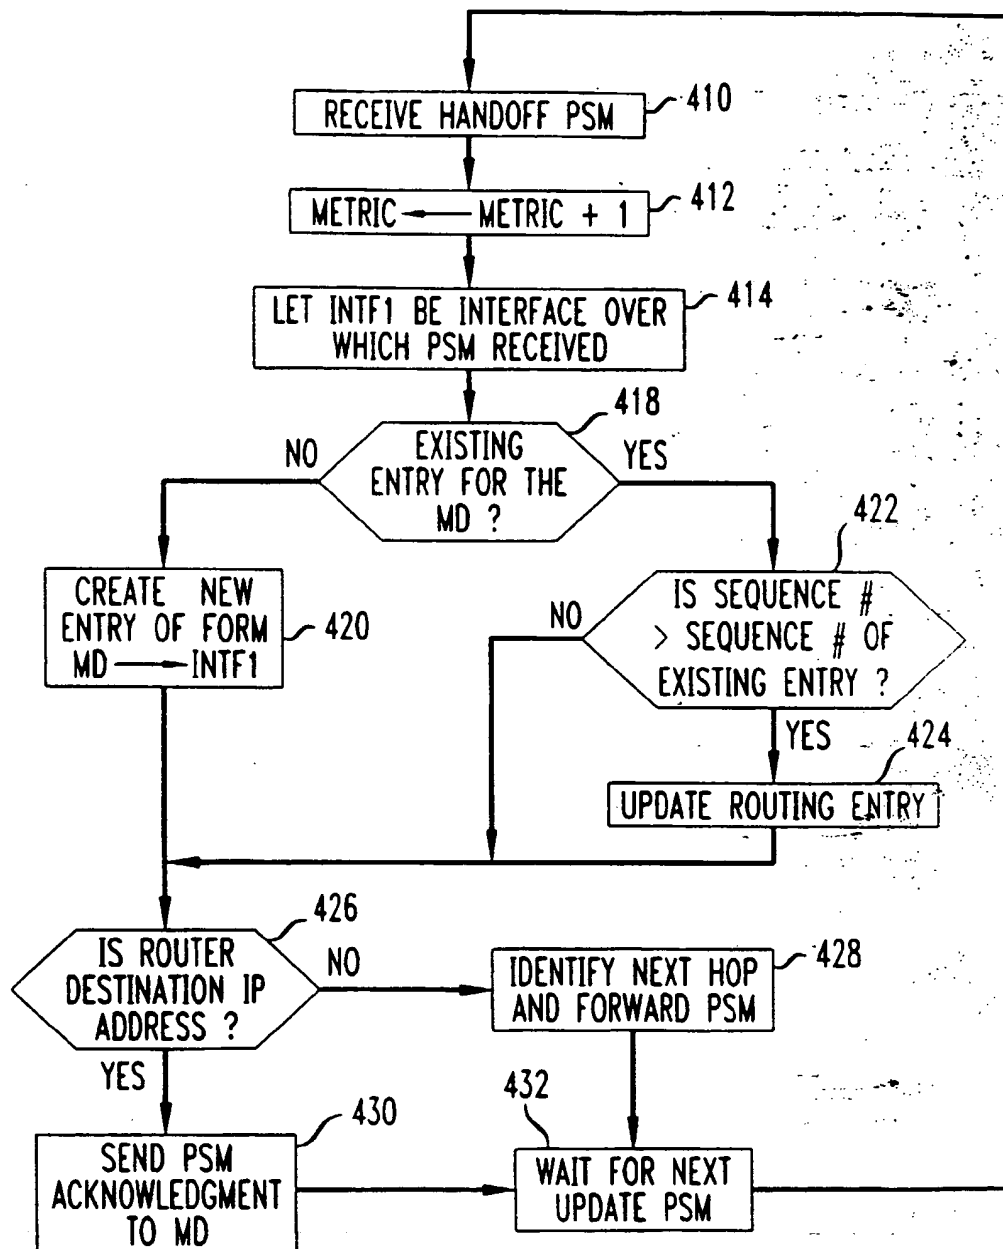 RECEIVE HANDOFF PSM
410
METRIC ← METRIC + 1
412
LET INTF1 BE INTERFACE OVER
WHICH PSM RECEIVED
414
EXISTING
ENTRY FOR THE
MD ?
418
NO
YES
CREATE NEW
ENTRY OF FORM
MD → INTF1
420
IS SEQUENCE #
> SEQUENCE # OF
EXISTING ENTRY ?
422
NO
YES
UPDATE ROUTING ENTRY
424
IS ROUTER
DESTINATION IP
ADDRESS ?
426
NO
YES
IDENTIFY NEXT HOP
AND FORWARD PSM
428
SEND PSM
ACKNOWLEDGMENT
TO MD
430
WAIT FOR NEXT
UPDATE PSM
432